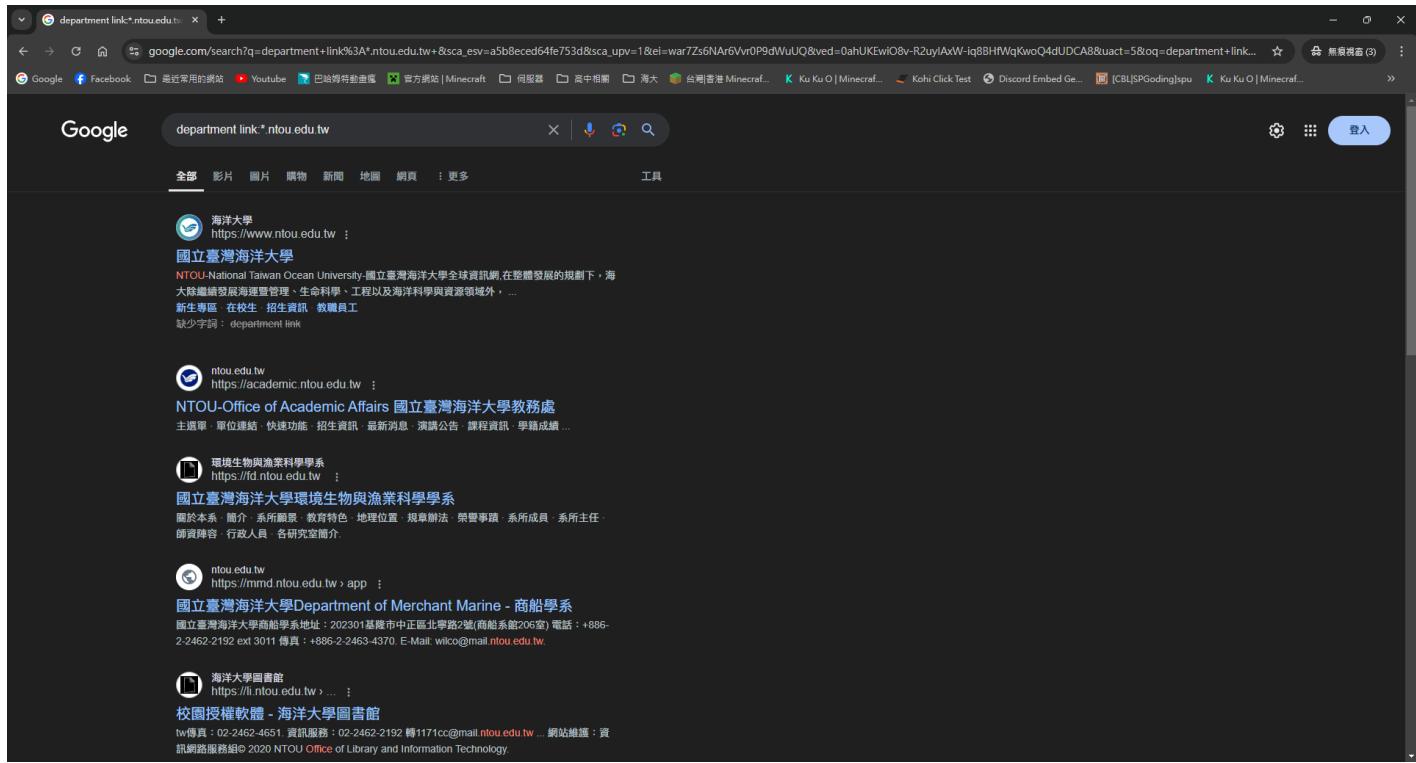 department link:*.ntou.edu.tw
google.com/search?q=department+link%3A*.ntou.edu.tw+&sca_esv=a5b8eced64fe753d&sca_upv=1&ei=war7Zs6NAr6Vvr0P9dWuUQ&ved=0ahUKEwiO8v-R2uyIAxW-iq8BHfWqKwoQ4dUDCA8&uact=5&oq=department+link...
無痕視窗 (3)
Google
Facebook
最近常用的網站
Youtube
巴哈姆特動畫瘋
官方網站 | Minecraft
伺服器
高中相關
海大
台灣|香港 Minecraf...
Ku Ku O | Minecraf...
Kohi Click Test
Discord Embed Ge...
[CBL|SPGoding]spu
Ku Ku O | Minecraf...
Google
department link:*.ntou.edu.tw
登入
全部 影片 圖片 購物 新聞 地圖 網頁 ⋮ 更多 工具
海洋大學
https://www.ntou.edu.tw
國立臺灣海洋大學
NTOU-National Taiwan Ocean University-國立臺灣海洋大學全球資訊網,在整體發展的規劃下，海
大除繼續發展海運暨管理、生命科學、工程以及海洋科學與資源領域外， ...
新生專區 · 在校生 · 招生資訊 · 教職員工
缺少字詞： department link
ntou.edu.tw
https://academic.ntou.edu.tw
NTOU-Office of Academic Affairs 國立臺灣海洋大學教務處
主選單 · 單位連結 · 快速功能 · 招生資訊 · 最新消息 · 演講公告 · 課程資訊 · 學籍成績 ...
環境生物與漁業科學學系
https://fd.ntou.edu.tw
國立臺灣海洋大學環境生物與漁業科學學系
關於本系 · 簡介 · 系所願景 · 教育特色 · 地理位置 · 規章辦法 · 榮譽事蹟 · 系所成員 · 系所主任 ·
師資陣容 · 行政人員 · 各研究室簡介.
ntou.edu.tw
https://mmd.ntou.edu.tw › app
國立臺灣海洋大學Department of Merchant Marine - 商船學系
國立臺灣海洋大學商船學系地址：202301基隆市中正區北寧路2號(商船系館206室) 電話：+886-
2-2462-2192 ext 3011 傳真：+886-2-2463-4370. E-Mail: wilco@mail.ntou.edu.tw.
海洋大學圖書館
https://li.ntou.edu.tw › ...
校園授權軟體 - 海洋大學圖書館
tw傳真：02-2462-4651. 資訊服務：02-2462-2192 轉1171cc@mail.ntou.edu.tw ... 網站維護：資
訊網路服務組© 2020 NTOU Office of Library and Information Technology.